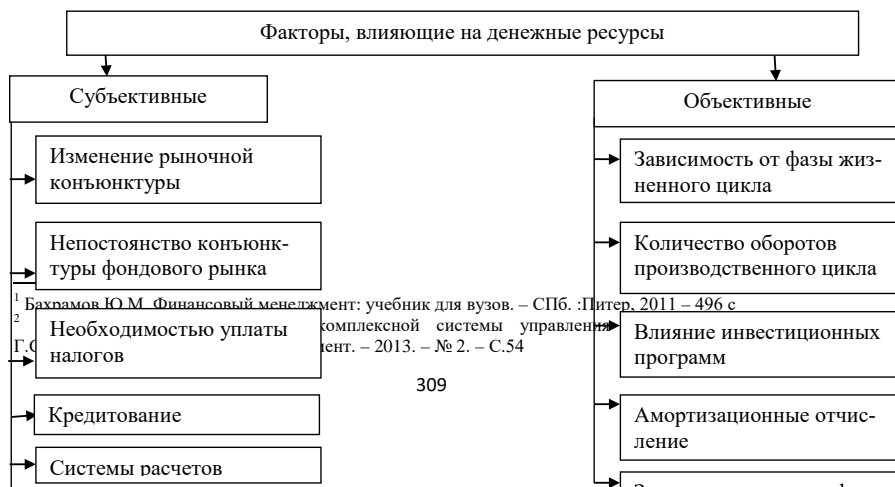 Факторы, влияющие на денежные ресурсы
Субъективные
Изменение рыночной
конъюнктуры
Непостоянство конъюнк-
туры фондового рынка
Необходимостью уплаты
налогов
Кредитование
Системы расчетов
Объективные
Зависимость от фазы жиз-
ненного цикла
Количество оборотов
производственного цикла
Влияние инвестиционных
программ
Амортизационные отчис-
ление
1 Бахрамов Ю.М. Финансовый менеджмент: учебник для вузов. – СПб. :Питер, 2011 – 496 с
2 комплексной системы управления
– 2013. – № 2. – С.54
309